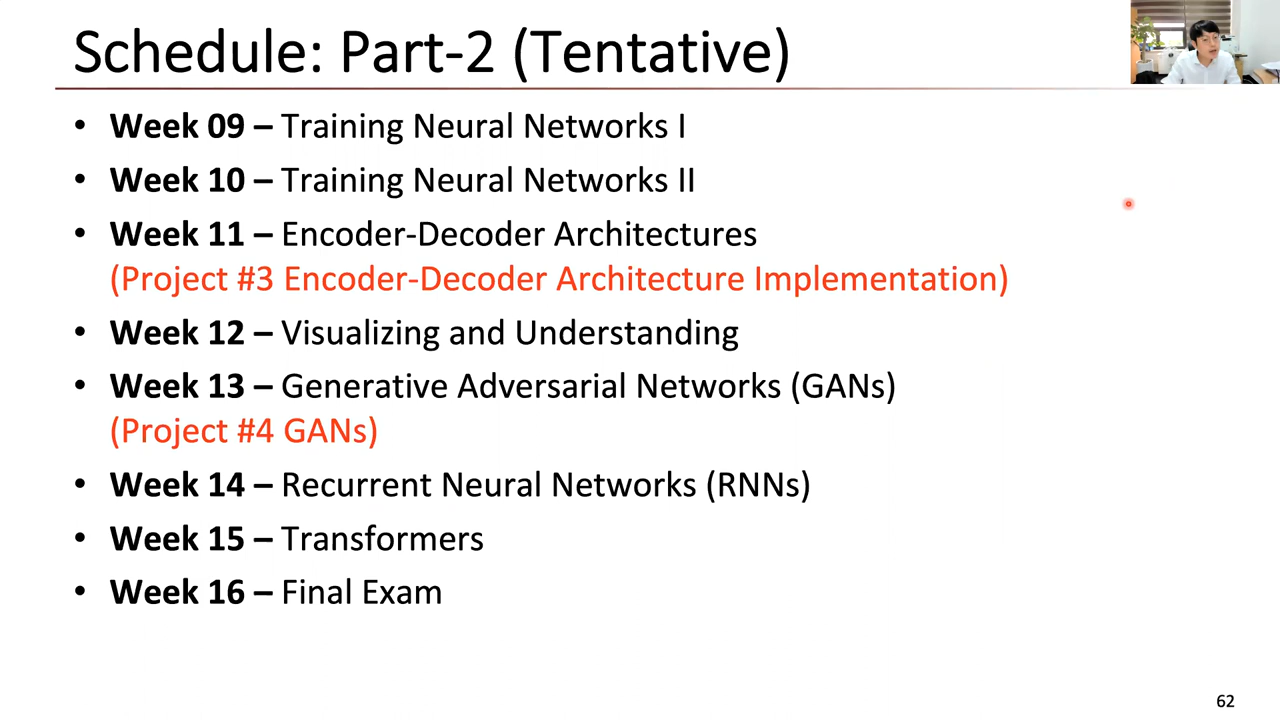 Schedule: Part-2 (Tentative)
• Week 09 – Training Neural Networks I
• Week 10 – Training Neural Networks II
• Week 11 – Encoder-Decoder Architectures
(Project #3 Encoder-Decoder Architecture Implementation)
• Week 12 – Visualizing and Understanding
• Week 13 – Generative Adversarial Networks (GANs)
(Project #4 GANs)
• Week 14 – Recurrent Neural Networks (RNNs)
• Week 15 – Transformers
• Week 16 – Final Exam
62